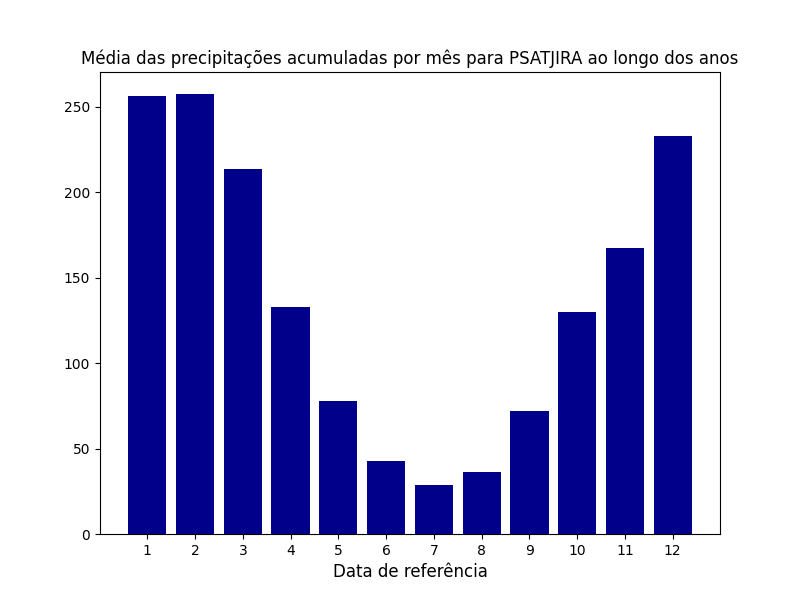 Média das precipitações acumuladas por mês para PSATJIRA ao longo dos anos
250
200
150
100
50
0
1 2 3 4 5 6 7 8 9 10 11 12
Data de referência